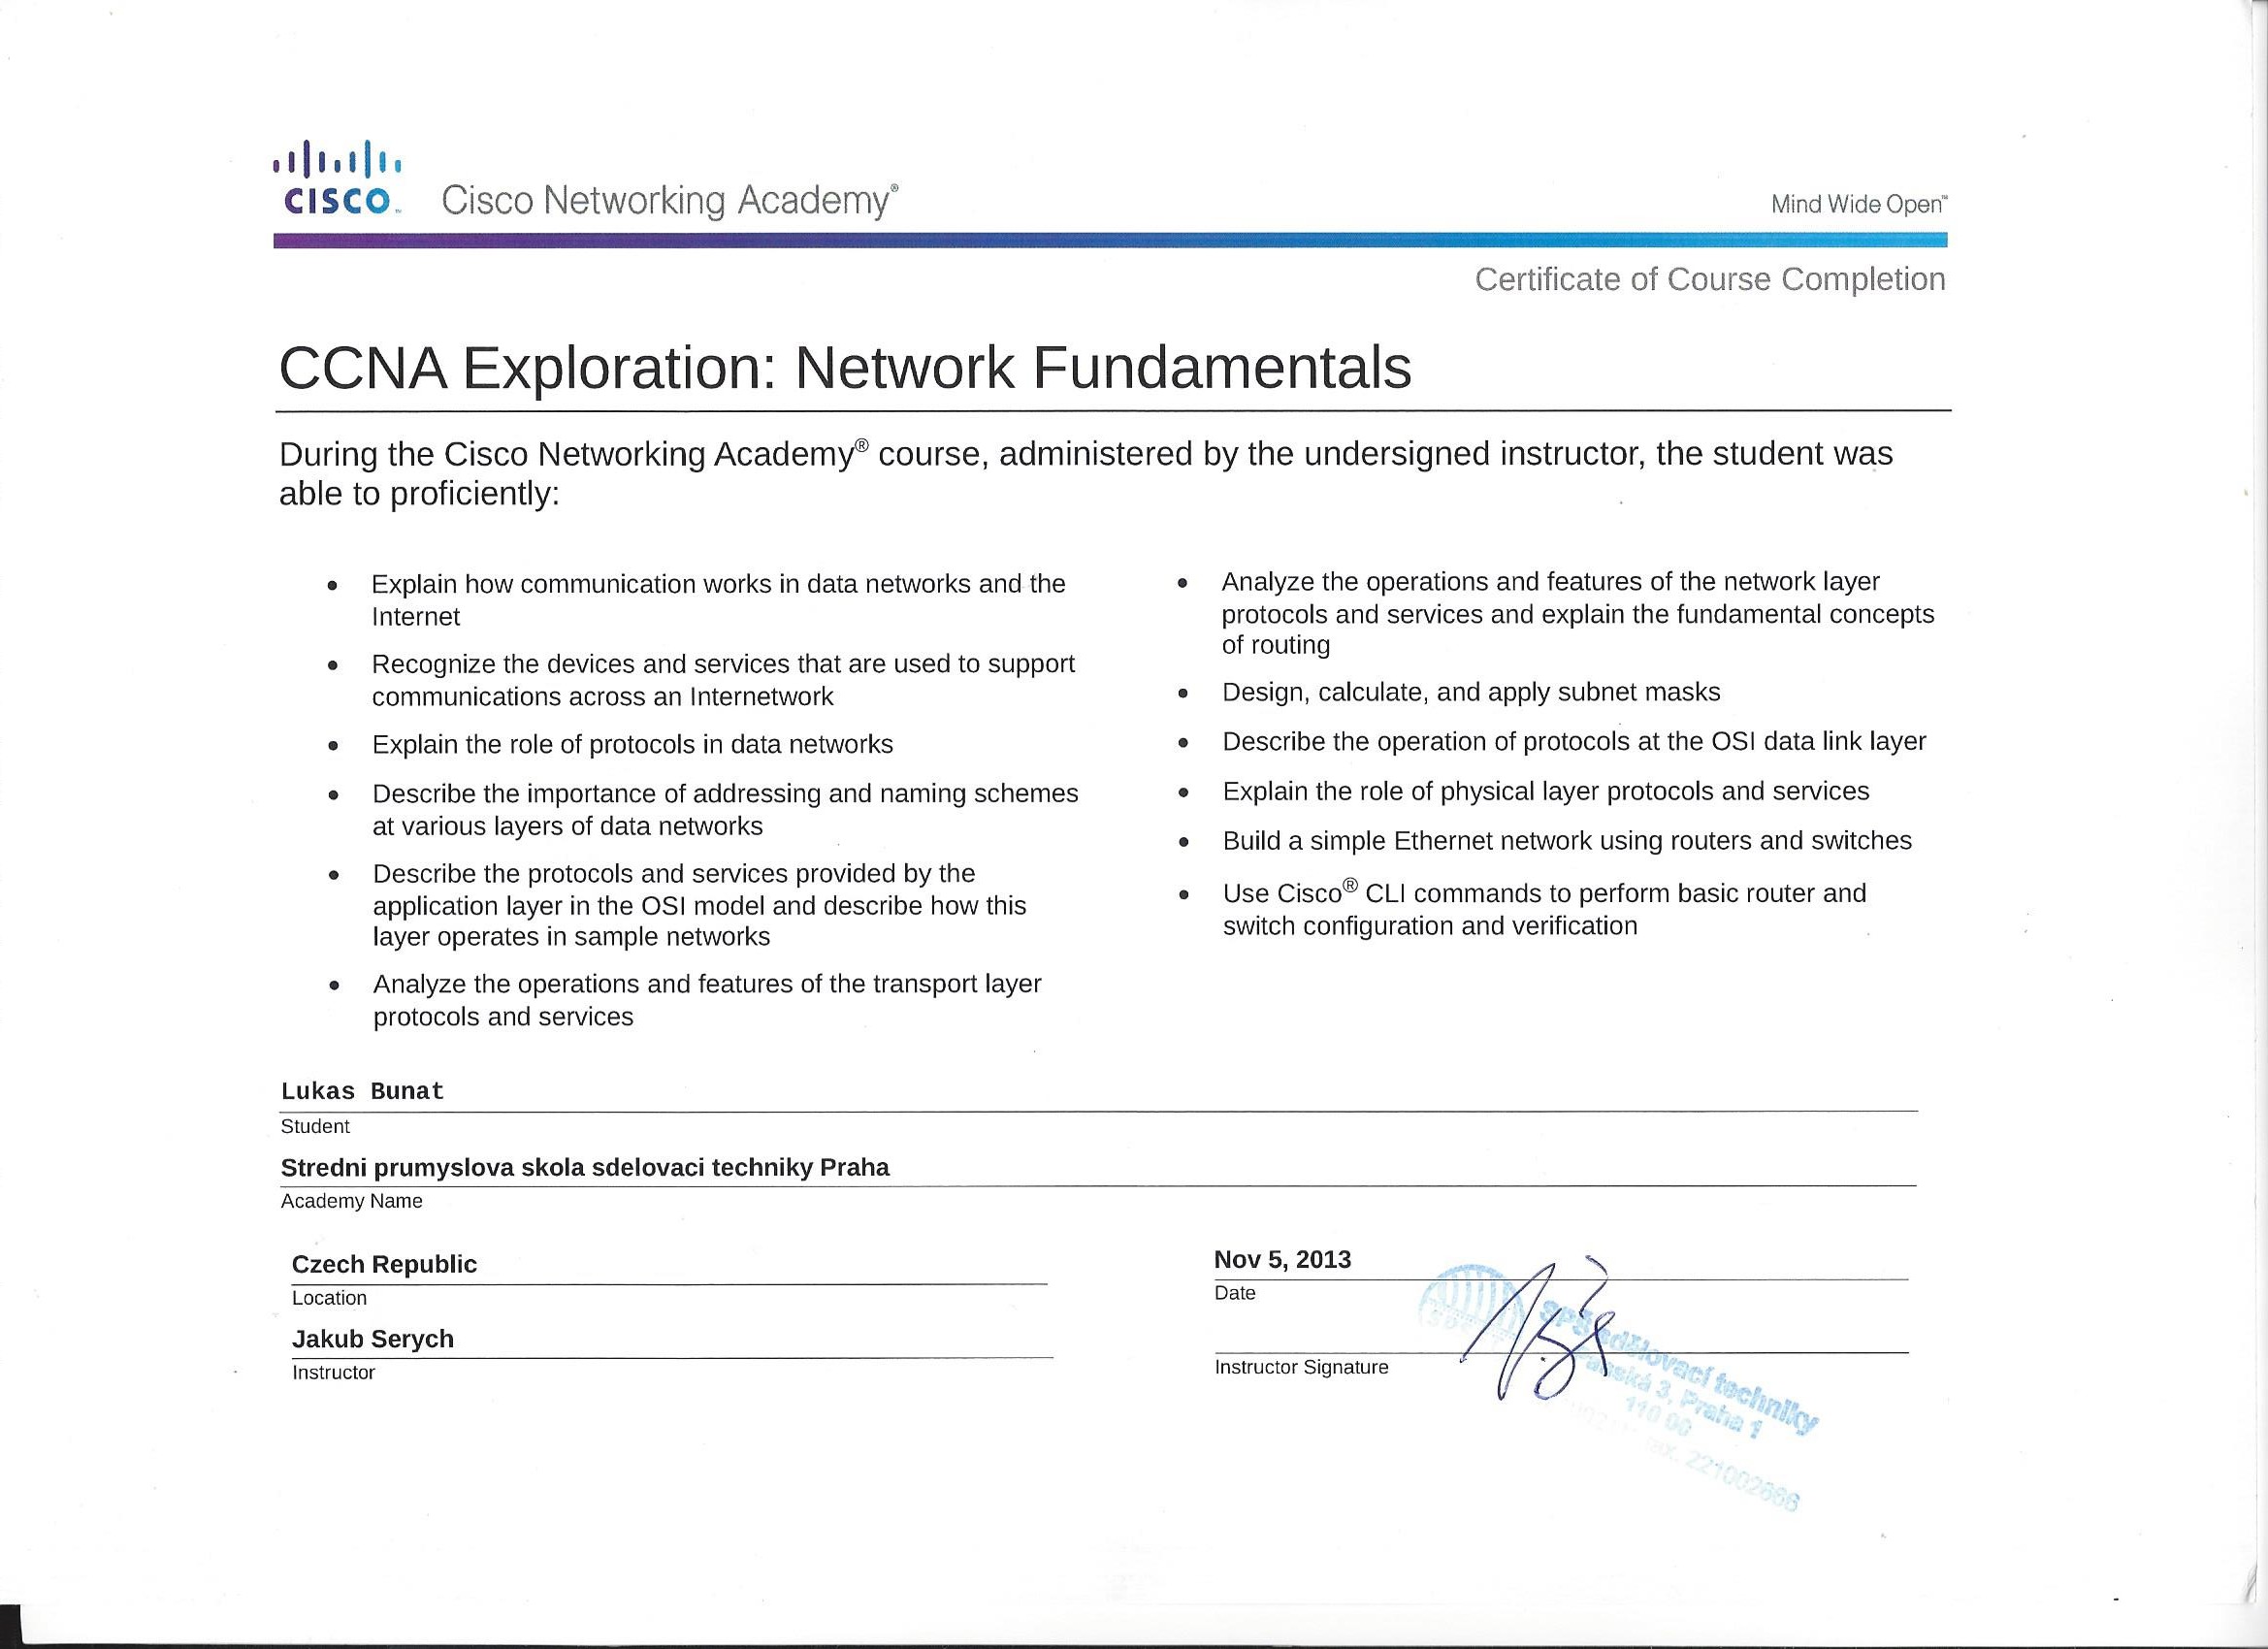 CISCO™ Cisco Networking Academy®
Mind Wide Open™
Certificate of Course Completion
CCNA Exploration: Network Fundamentals
During the Cisco Networking Academy® course, administered by the undersigned instructor, the student was
able to proficiently:
• Explain how communication works in data networks and the
Internet
• Recognize the devices and services that are used to support
communications across an Internetwork
• Explain the role of protocols in data networks
• Describe the importance of addressing and naming schemes
at various layers of data networks
• Describe the protocols and services provided by the
application layer in the OSI model and describe how this
layer operates in sample networks
• Analyze the operations and features of the transport layer
protocols and services
• Analyze the operations and features of the network layer
protocols and services and explain the fundamental concepts
of routing
• Design, calculate, and apply subnet masks
• Describe the operation of protocols at the OSI data link layer
• Explain the role of physical layer protocols and services
• Build a simple Ethernet network using routers and switches
• Use Cisco® CLI commands to perform basic router and
switch configuration and verification
Lukas Bunat
Student
Stredni prumyslova skola sdelovaci techniky Praha
Academy Name
Czech Republic
Location
Jakub Serych
Instructor
Nov 5, 2013
Date
Instructor Signature
SPŠ sdělovací techniky
Panská 3, Praha 1
110 00
221002666